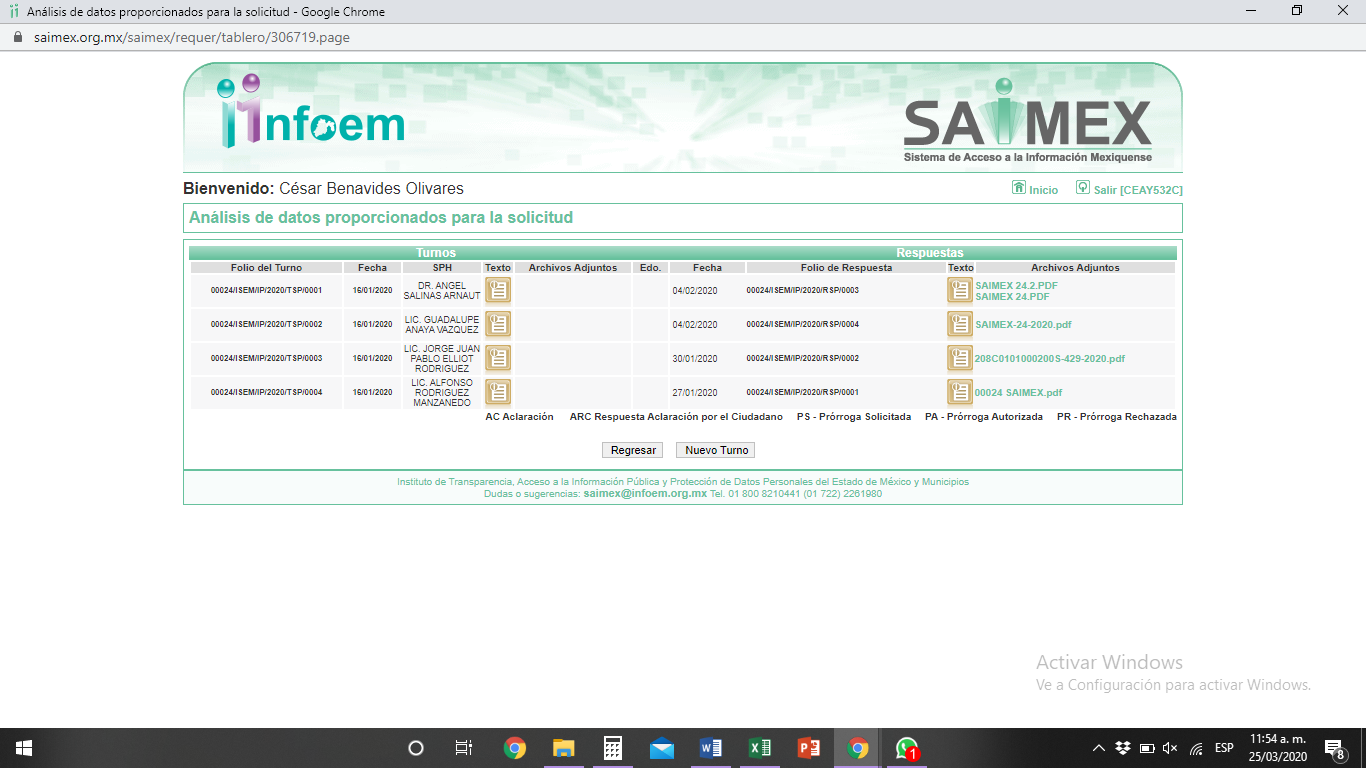 Análisis de datos proporcionados para la solicitud - Google Chrome
saimex.org.mx/saimex/requer/tablero/306719.page
infoem
SAIMEX
Sistema de Acceso a la Información Mexiquense
Bienvenido: César Benavides Olivares
Inicio Salir [CEAY532C]
Análisis de datos proporcionados para la solicitud
Turnos Respuestas
Folio del Turno Fecha SPH Texto Archivos Adjuntos Edo. Fecha Folio de Respuesta Texto Archivos Adjuntos
00024/ISEM/IP/2020/TSP/0001 16/01/2020 DR. ANGEL SALINAS ARNAUT 04/02/2020 00024/ISEM/IP/2020/RSP/0003 SAIMEX 24.2.PDF
SAIMEX 24.PDF
00024/ISEM/IP/2020/TSP/0002 16/01/2020 LIC. GUADALUPE ANAYA VAZQUEZ 04/02/2020 00024/ISEM/IP/2020/RSP/0004 SAIMEX-24-2020.pdf
00024/ISEM/IP/2020/TSP/0003 16/01/2020 LIC. JORGE JUAN PABLO ELLIOT RODRIGUEZ 30/01/2020 00024/ISEM/IP/2020/RSP/0002 208C0101000200S-429-2020.pdf
00024/ISEM/IP/2020/TSP/0004 16/01/2020 LIC. ALFONSO RODRIGUEZ MANZANEDO 27/01/2020 00024/ISEM/IP/2020/RSP/0001 00024 SAIMEX.pdf
AC Aclaración ARC Respuesta Aclaración por el Ciudadano PS - Prórroga Solicitada PA - Prórroga Autorizada PR - Prórroga Rechazada
Regresar Nuevo Turno
Instituto de Transparencia, Acceso a la Información Pública y Protección de Datos Personales del Estado de México y Municipios
Dudas o sugerencias: saimex@infoem.org.mx Tel. 01 800 8210441 (01 722) 2261980
Activar Windows
Ve a Configuración para activar Windows.
ESP
11:54 a. m.
25/03/2020
1
8